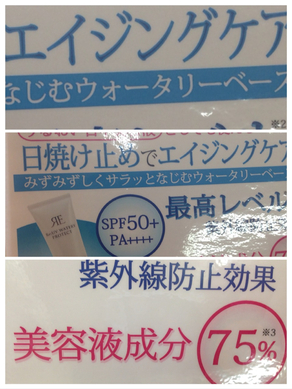 エイジングケア
なじむウォータリーベース
※2
日焼け止めでエイジングケア
みずみずしくサラッとなじむウォータリーベース
SPF50+
PA++++
最高レベル
紫外線防止効果
美容液成分 75%※3